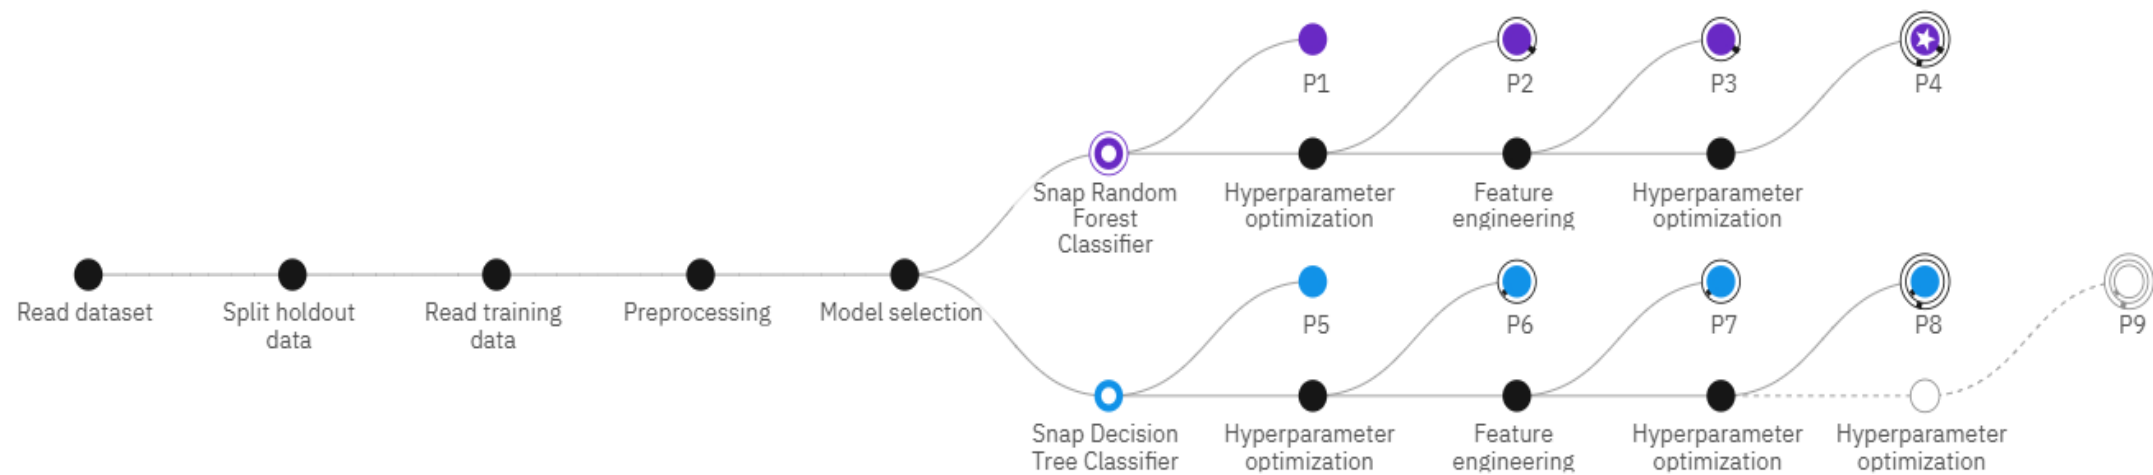 P1
P2
P3
P4
Snap Random
Forest
Classifier
Hyperparameter
optimization
Feature
engineering
Hyperparameter
optimization
Read dataset
Split holdout
data
Read training
data
Preprocessing
Model selection
P5
P6
P7
P8
P9
Snap Decision
Tree Classifier
Hyperparameter
optimization
Feature
engineering
Hyperparameter
optimization
Hyperparameter
optimization